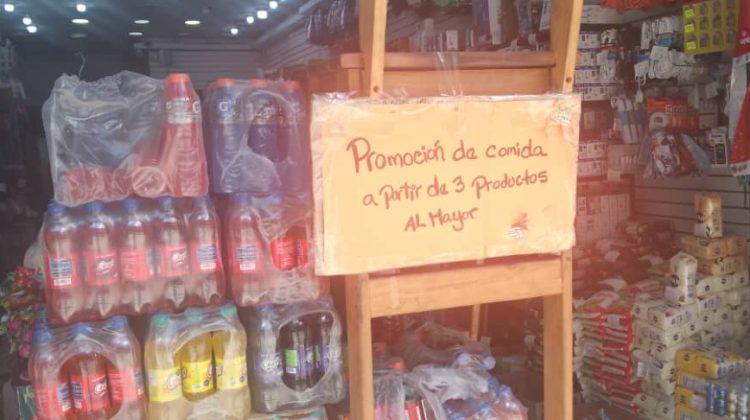 Promoción de comida
a partir de 3 Productos
AL Mayor